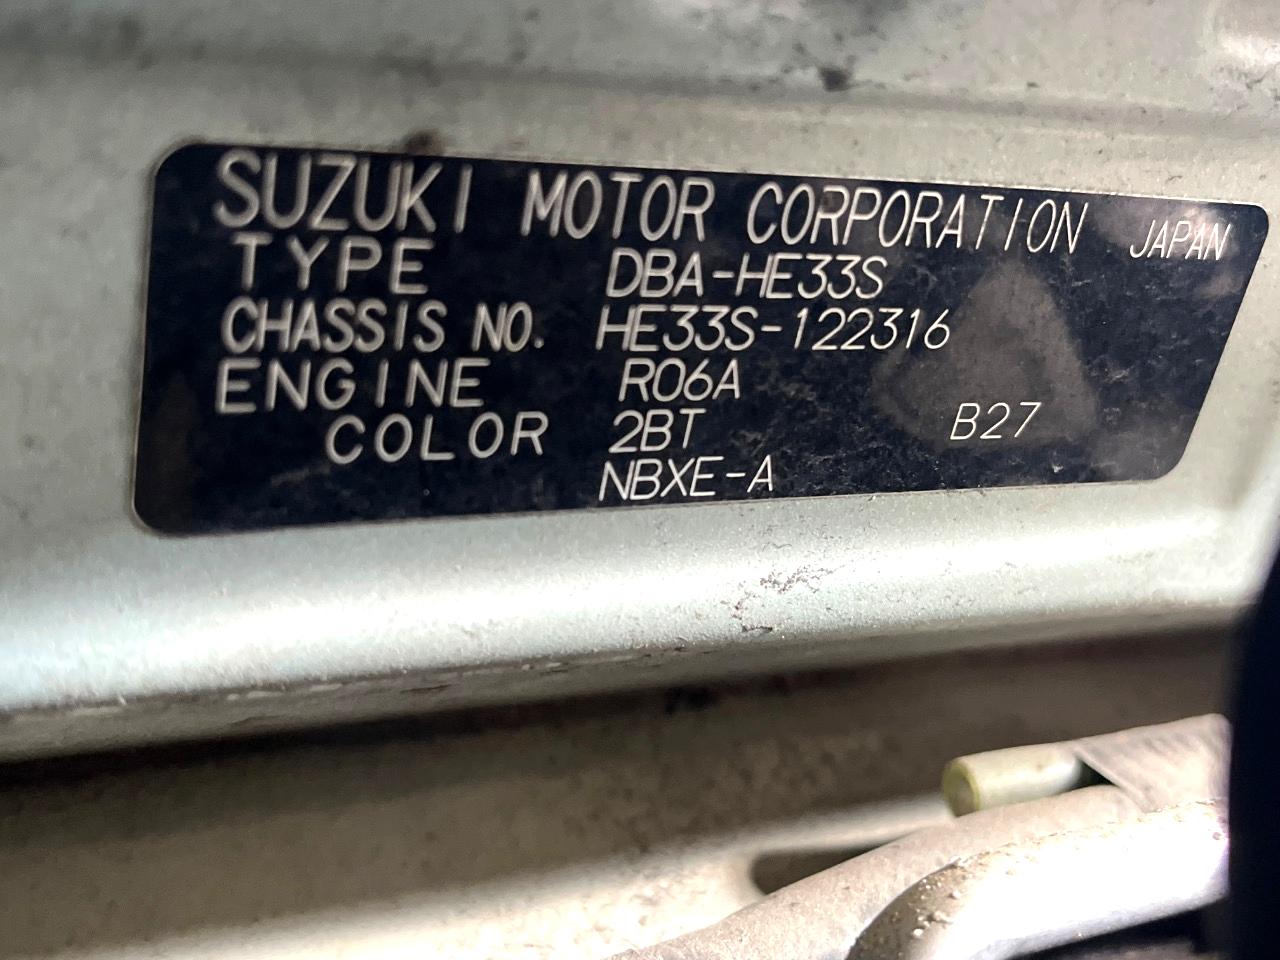 SUZUKI MOTOR CORPORATION JAPAN
TYPE DBA-HE33S
CHASSIS NO. HE33S-122316
ENGINE R06A
COLOR 2BT B27
NBXE-A